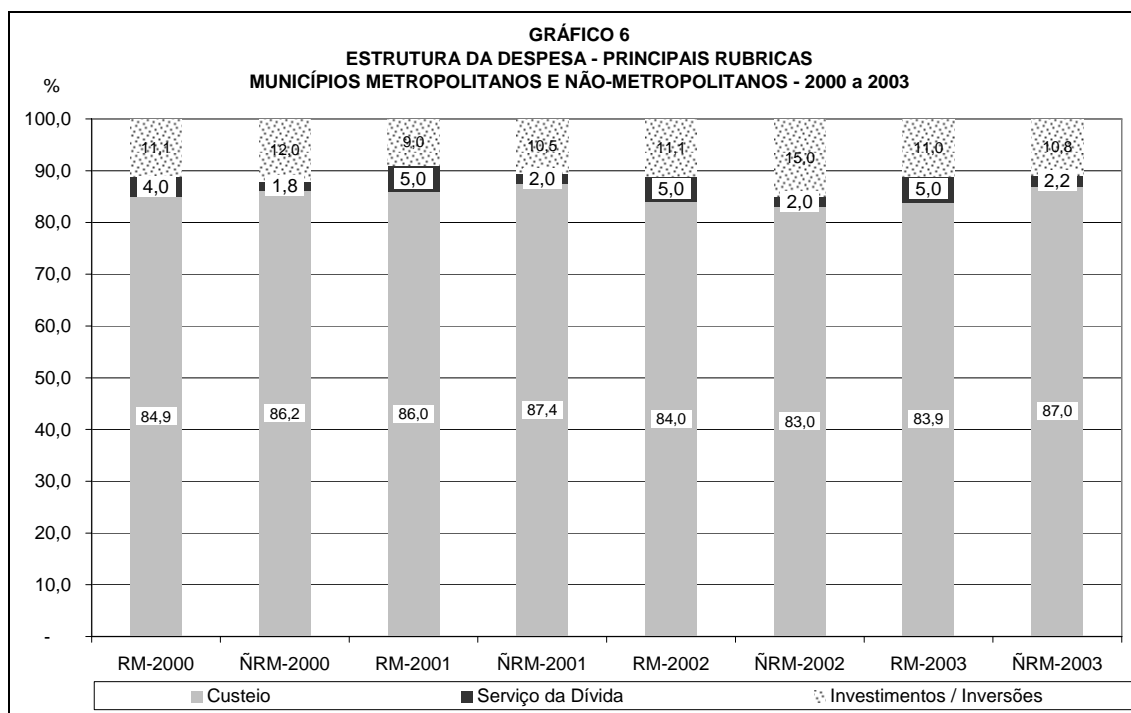 GRÁFICO 6
ESTRUTURA DA DESPESA - PRINCIPAIS RUBRICAS
MUNICÍPIOS METROPOLITANOS E NÃO-METROPOLITANOS - 2000 a 2003
%
100,0
90,0
80,0
70,0
60,0
50,0
40,0
30,0
20,0
10,0
-
11,1 12,0 9,0 10,5 11,1 15,0 11,0 10,8
4,0 1,8 5,0 2,0 5,0 2,0 5,0 2,2
84,9 86,2 86,0 87,4 84,0 83,0 83,9 87,0
RM-2000 ÑRM-2000 RM-2001 ÑRM-2001 RM-2002 ÑRM-2002 RM-2003 ÑRM-2003
Custeio Serviço da Dívida Investimentos / Inversões